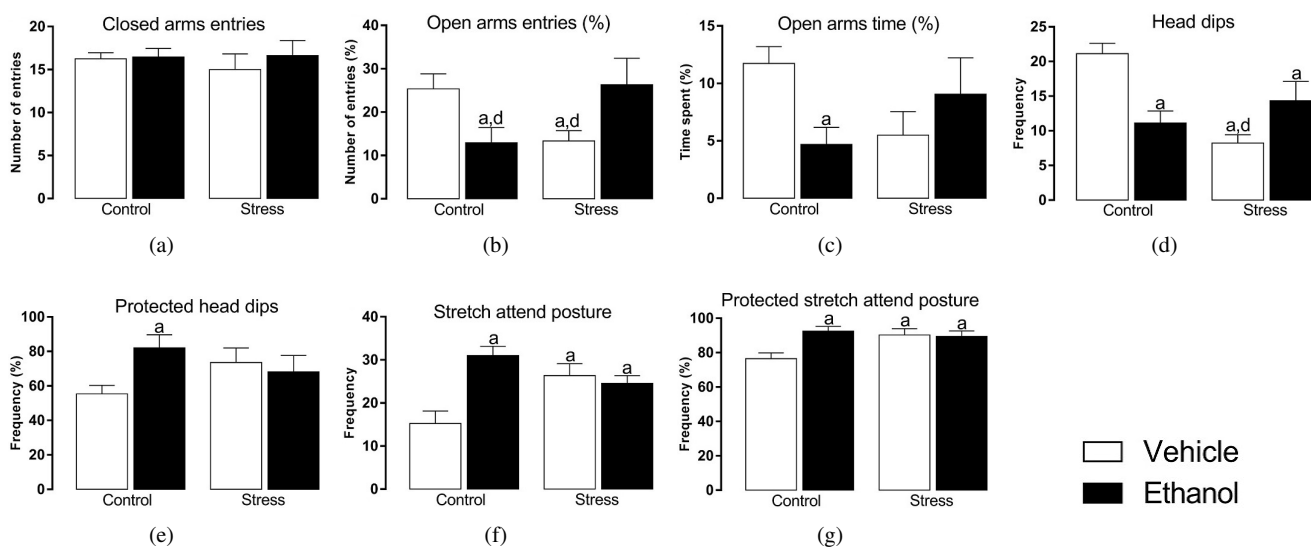 Closed arms entries
Number of entries
20
15
10
5
0
Control
Stress
(a)
Open arms entries (%)
Number of entries (%)
40
30
20
10
0
a,d
a,d
Control
Stress
(b)
Open arms time (%)
Time spent (%)
15
10
5
0
a
Control
Stress
(c)
Head dips
Frequency
25
20
15
10
5
0
a
a,d
a
Control
Stress
(d)
Protected head dips
Frequency (%)
100
80
60
40
20
0
a
Control
Stress
(e)
Stretch attend posture
Frequency
40
30
20
10
0
a
a
a
Control
Stress
(f)
Protected stretch attend posture
Frequency (%)
100
80
60
40
20
0
a
a
a
Control
Stress
(g)
Vehicle
Ethanol